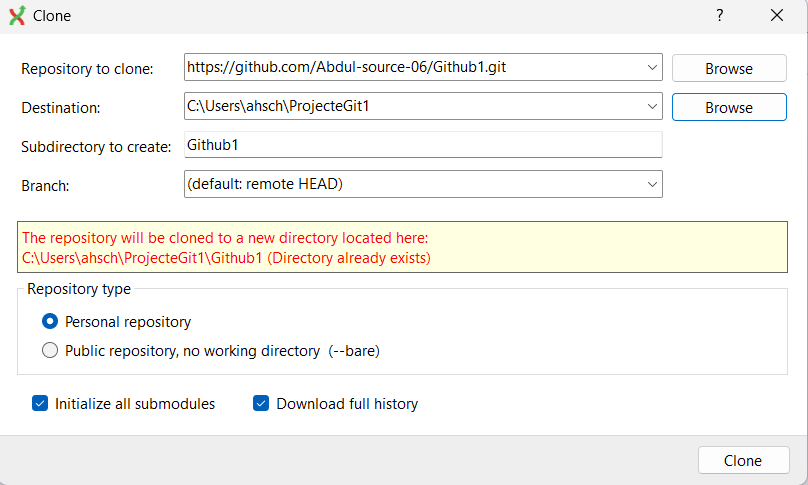 Clone
?
Repository to clone: https://github.com/Abdul-source-06/Github1.git Browse
Destination: C:\Users\ahsch\ProjecteGit1 Browse
Subdirectory to create: Github1
Branch: (default: remote HEAD)
The repository will be cloned to a new directory located here:
C:\Users\ahsch\ProjecteGit1\Github1 (Directory already exists)
Repository type
Personal repository
Public repository, no working directory (--bare)
Initialize all submodules Download full history
Clone